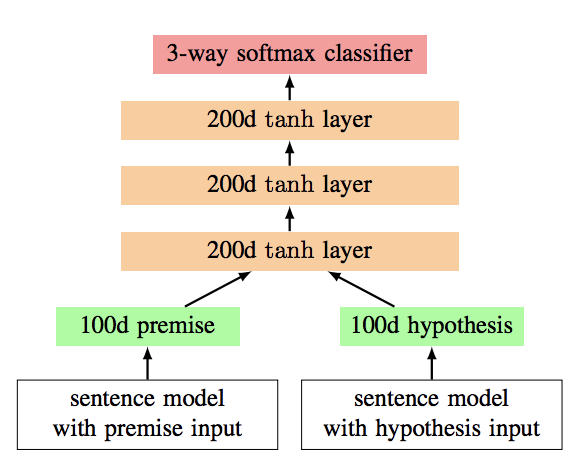 3-way softmax classifier
200d tanh layer
200d tanh layer
200d tanh layer
100d premise
100d hypothesis
sentence model
with premise input
sentence model
with hypothesis input